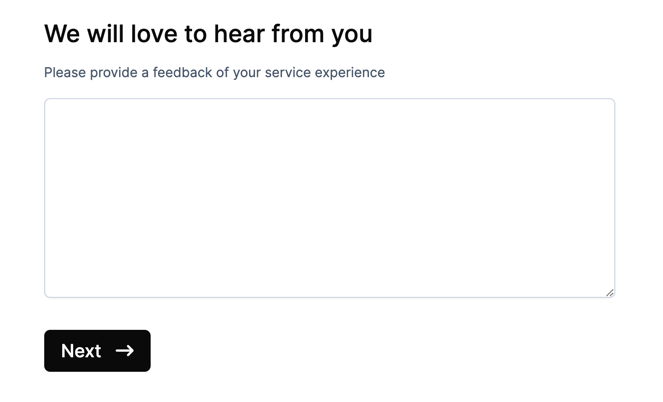 We will love to hear from you
Please provide a feedback of your service experience
Next →